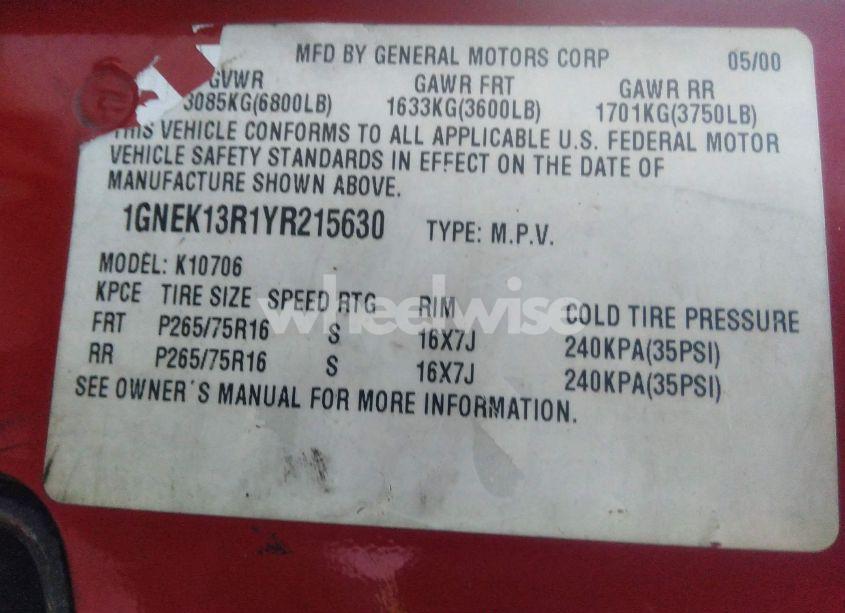 MFD BY GENERAL MOTORS CORP 05/00
GVWR GAWR FRT GAWR RR
3085KG(6800LB) 1633KG(3600LB) 1701KG(3750LB)
THIS VEHICLE CONFORMS TO ALL APPLICABLE U.S. FEDERAL MOTOR
VEHICLE SAFETY STANDARDS IN EFFECT ON THE DATE OF
MANUFACTURE SHOWN ABOVE.
1GNEK13R1YR215630 TYPE: M.P.V.
MODEL: K10706
KPCE TIRE SIZE SPEED RTG RIM COLD TIRE PRESSURE
FRT P265/75R16 S 16X7J 240KPA(35PSI)
RR P265/75R16 S 16X7J 240KPA(35PSI)
SEE OWNER'S MANUAL FOR MORE INFORMATION.
wheelwise